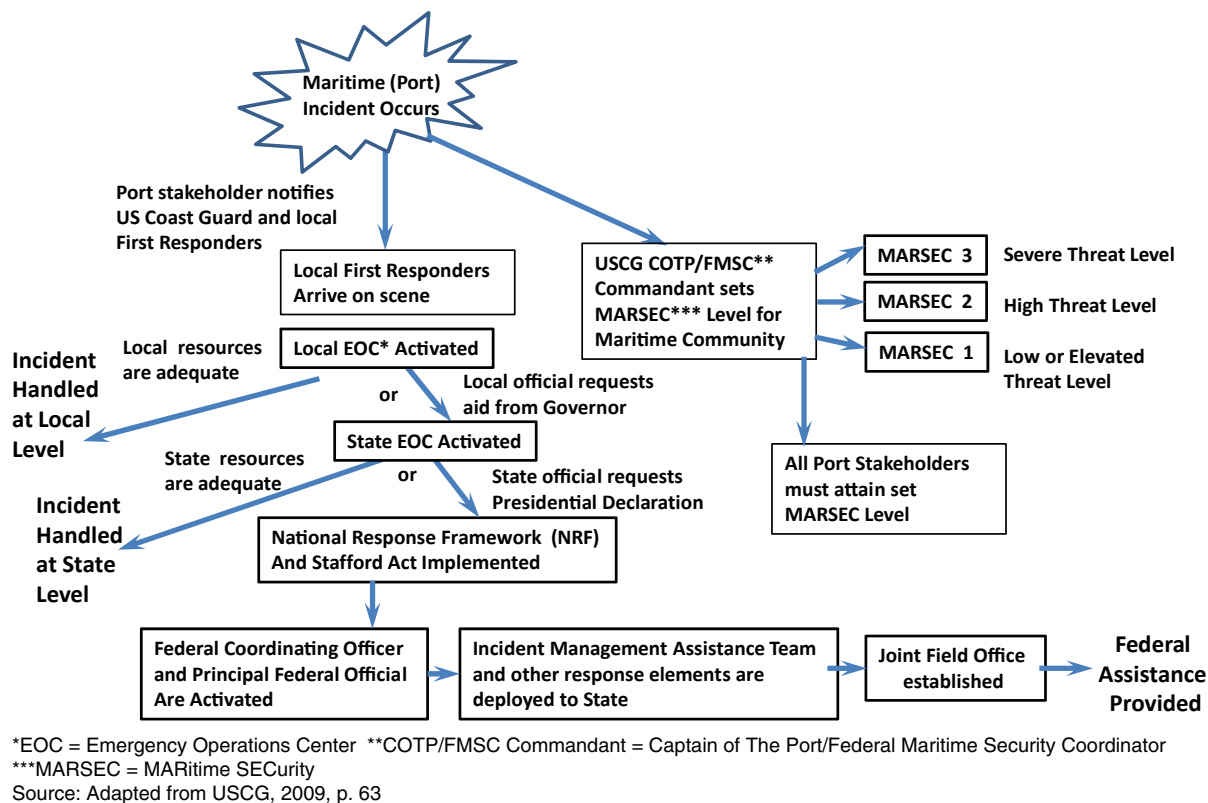 Maritime (Port)
Incident Occurs
Port stakeholder notifies
US Coast Guard and local
First Responders
Local First Responders
Arrive on scene
USCG COTP/FMSC**
Commandant sets
MARSEC*** Level for
Maritime Community
MARSEC 3
Severe Threat Level
MARSEC 2
High Threat Level
MARSEC 1
Low or Elevated
Threat Level
Local resources
are adequate
Local EOC* Activated
Incident
Handled
at Local
Level
or
Local official requests
aid from Governor
State EOC Activated
State resources
are adequate
or
State official requests
Presidential Declaration
All Port Stakeholders
must attain set
MARSEC Level
Incident
Handled
at State
Level
National Response Framework (NRF)
And Stafford Act Implemented
Federal Coordinating Officer
and Principal Federal Official
Are Activated
Incident Management Assistance Team
and other response elements are
deployed to State
Joint Field Office
established
Federal
Assistance
Provided
*EOC = Emergency Operations Center **COTP/FMSC Commandant = Captain of The Port/Federal Maritime Security Coordinator
***MARSEC = MARitime SECurity
Source: Adapted from USCG, 2009, p. 63